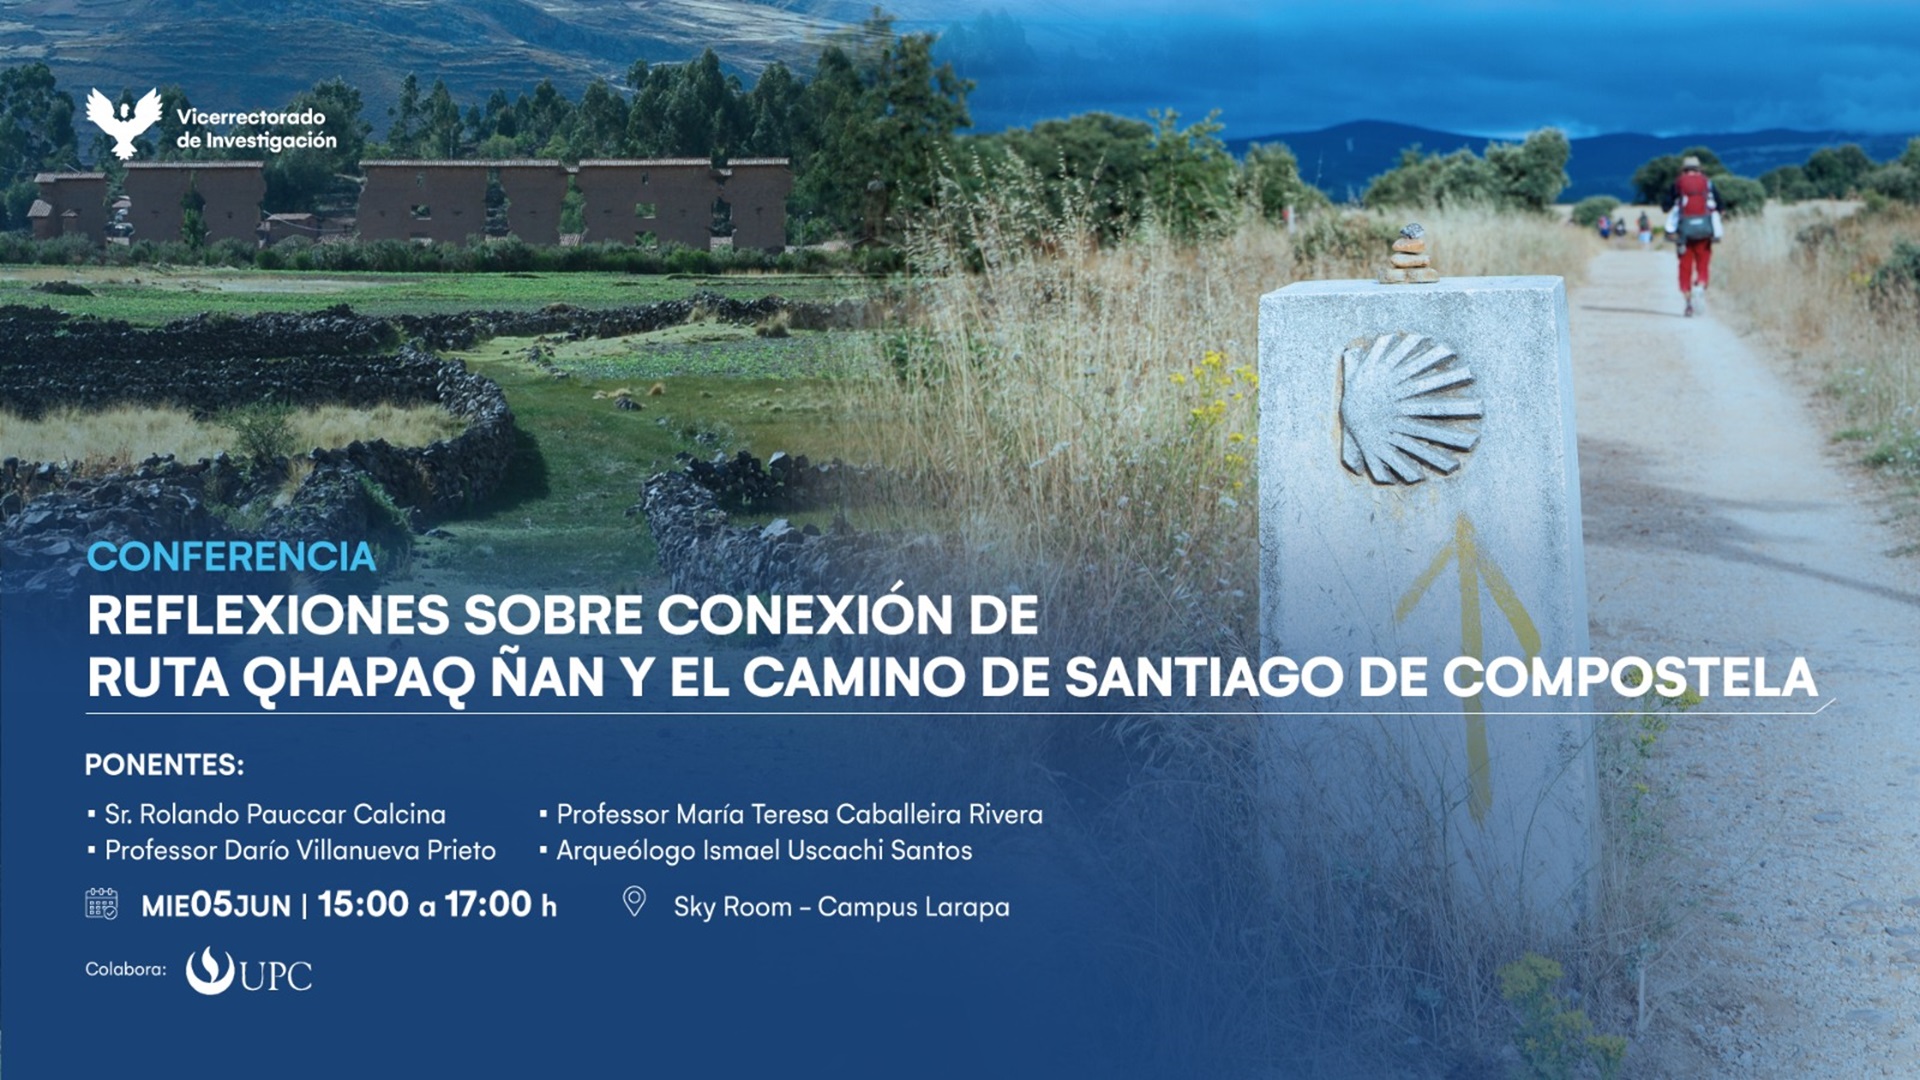 Vicerrectorado
de Investigación
CONFERENCIA
REFLEXIONES SOBRE CONEXIÓN DE
RUTA QHAPAQ ÑAN Y EL CAMINO DE SANTIAGO DE COMPOSTELA
PONENTES:
▪ Sr. Rolando Pauccar Calcina
▪ Professor Darío Villanueva Prieto
▪ Professor María Teresa Caballeira Rivera
▪ Arqueólogo Ismael Uscachi Santos
MIE05JUN | 15:00 a 17:00 h
Sky Room – Campus Larapa
Colabora: UPC